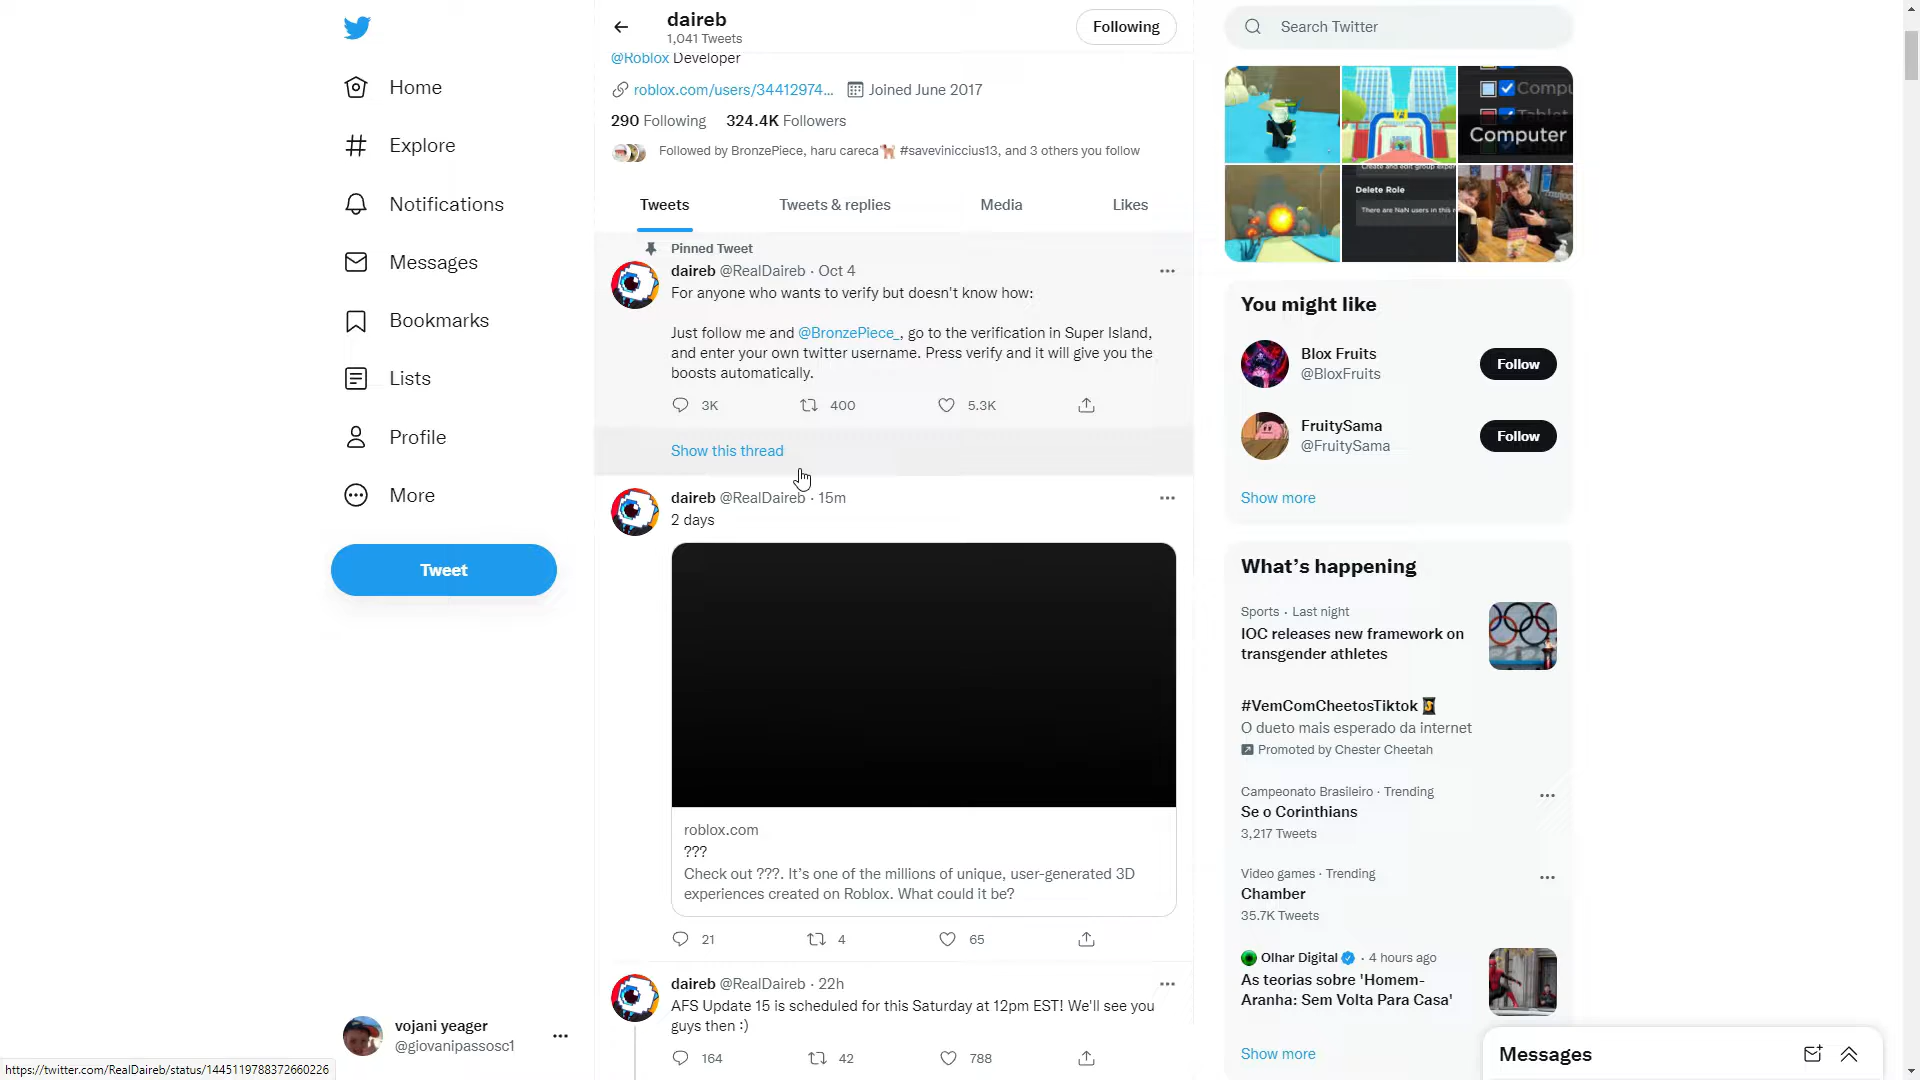 Home
Explore
Notifications
Messages
Bookmarks
Lists
Profile
More
Tweet
vojani yeager
@giovanipassosc1
https://twitter.com/RealDaireb/status/1445119788372660226
daireb
1,041 Tweets
Following
@Roblox Developer
roblox.com/users/34412974... Joined June 2017
290 Following 324.4K Followers
Followed by BronzePiece, haru careca🐕 #saveviniccius13, and 3 others you follow
Tweets Tweets & replies Media Likes
Pinned Tweet
daireb @RealDaireb · Oct 4
For anyone who wants to verify but doesn't know how:
Just follow me and @BronzePiece_, go to the verification in Super Island,
and enter your own twitter username. Press verify and it will give you the
boosts automatically.
3K 400 5.3K
Show this thread
daireb @RealDaireb · 15m
2 days
roblox.com
???
Check out ???. It's one of the millions of unique, user-generated 3D
experiences created on Roblox. What could it be?
21 4 65
daireb @RealDaireb · 22h
AFS Update 15 is scheduled for this Saturday at 12pm EST! We'll see you
guys then :)
164 42 788
Search Twitter
Computer
Delete Role
There are NaN users in this
You might like
Blox Fruits
@BloxFruits
Follow
FruitySama
@FruitySama
Follow
Show more
What's happening
Sports · Last night
IOC releases new framework on
transgender athletes
#VemComCheetosTiktok
O dueto mais esperado da internet
Promoted by Chester Cheetah
Campeonato Brasileiro · Trending
Se o Corinthians
3,217 Tweets
Video games · Trending
Chamber
35.7K Tweets
Olhar Digital · 4 hours ago
As teorias sobre 'Homem-
Aranha: Sem Volta Para Casa'
Show more
Messages